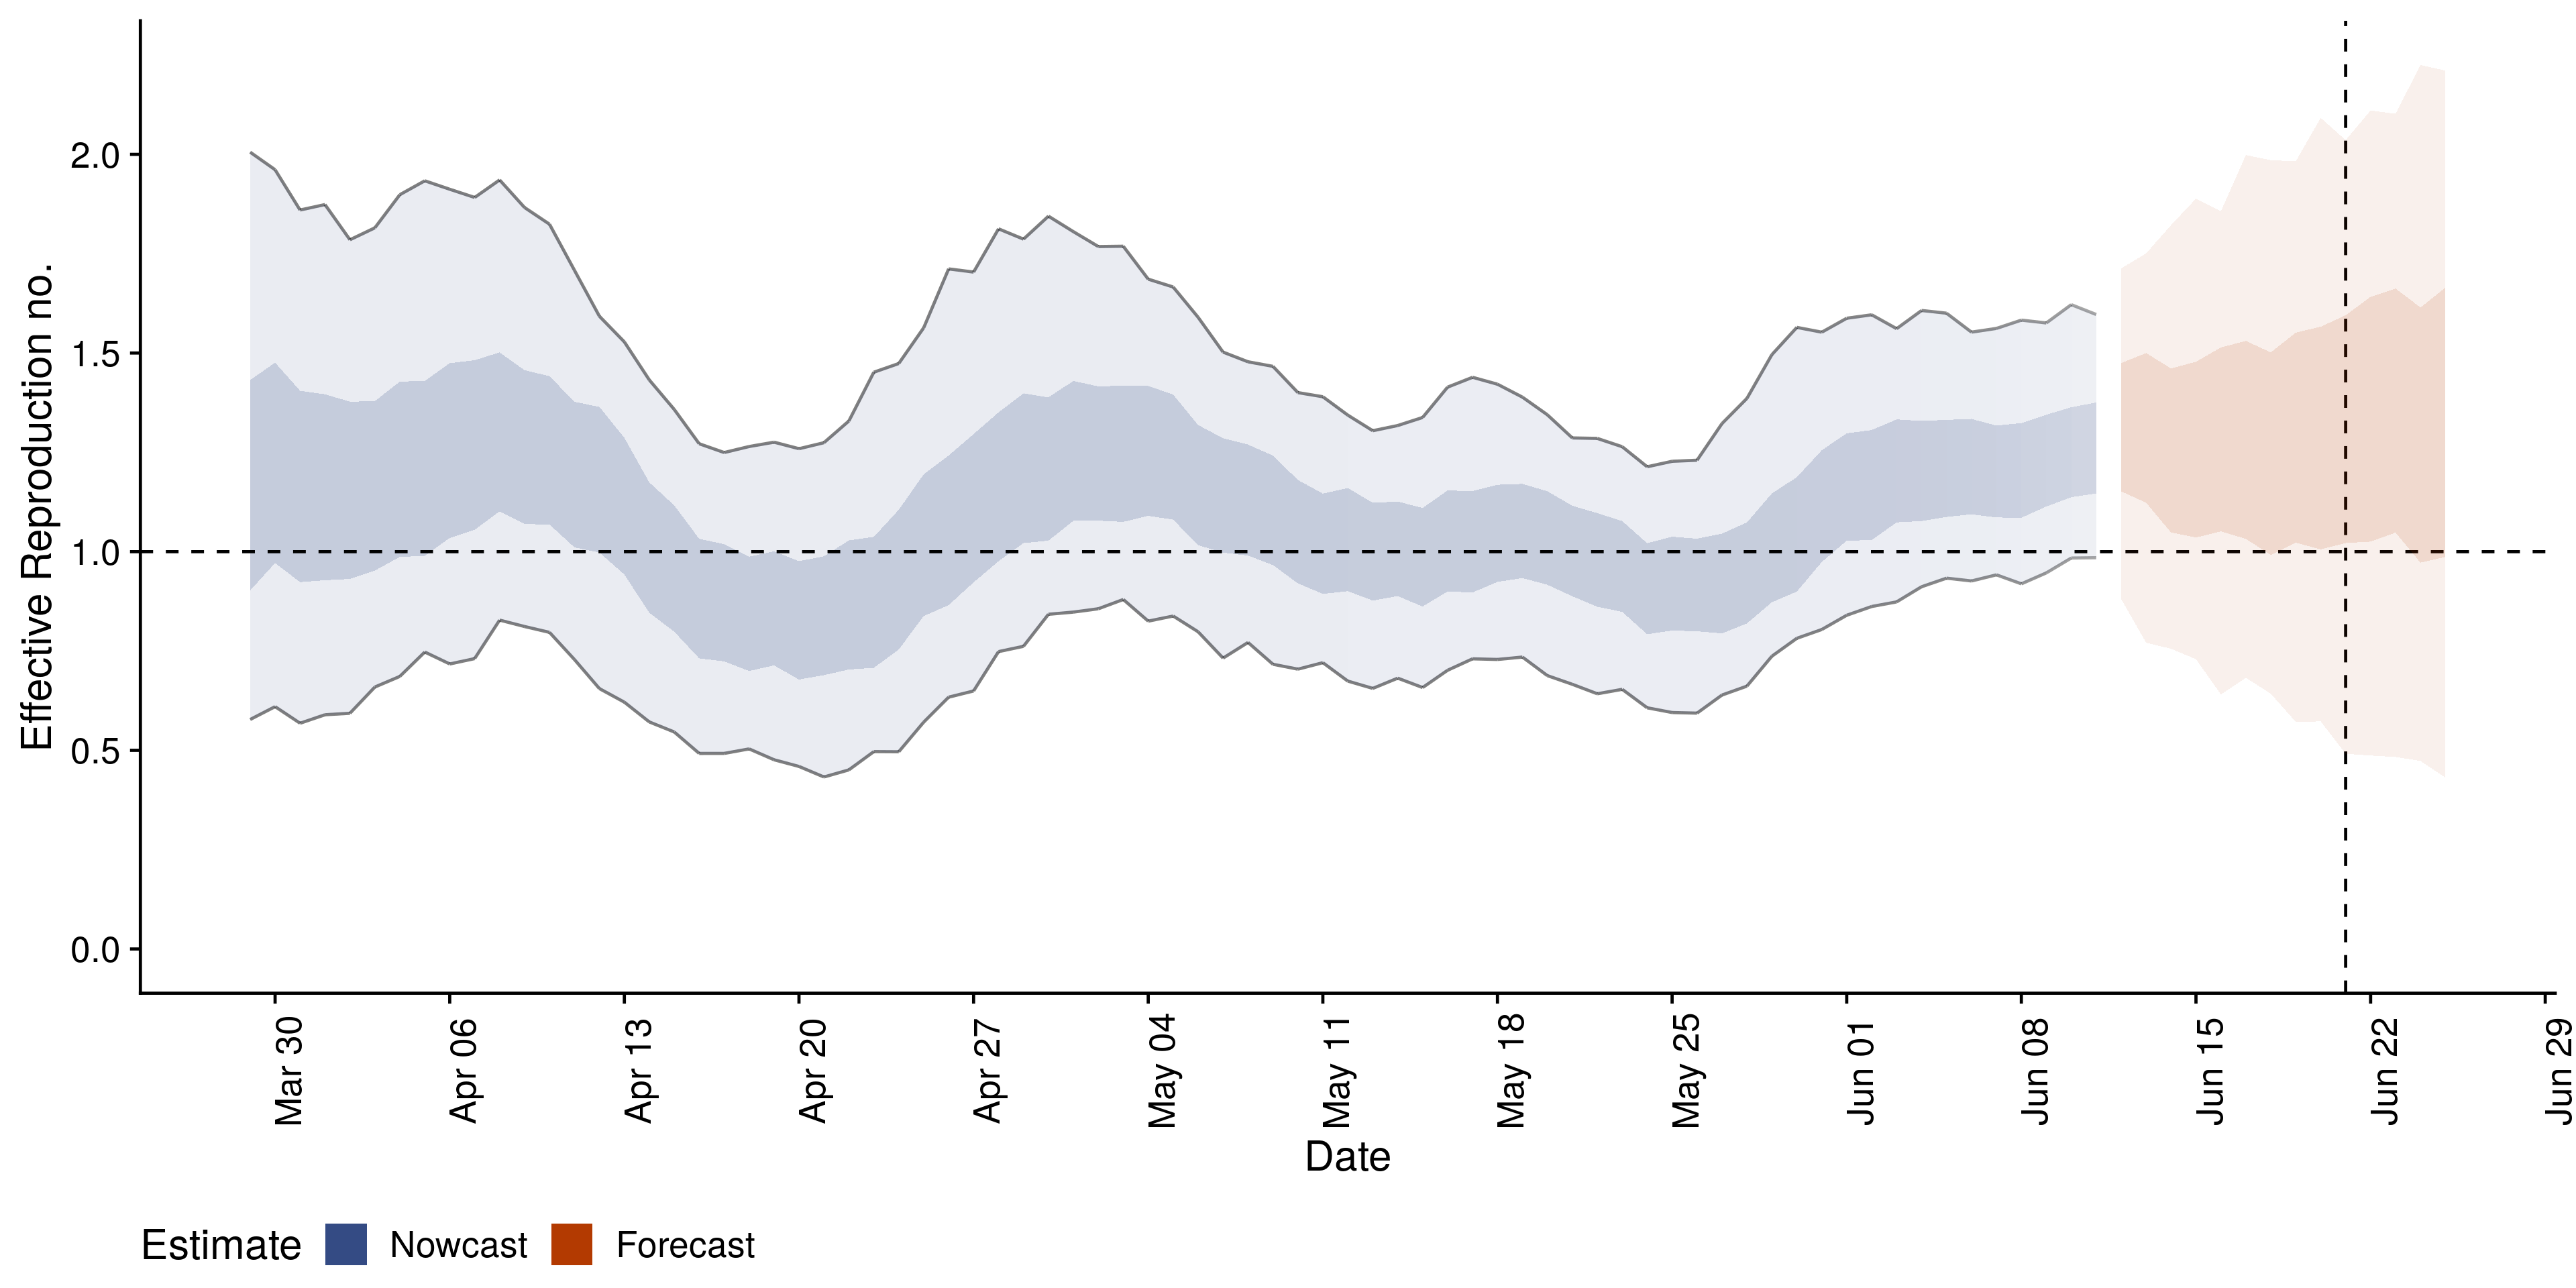 Effective Reproduction no.
2.0
1.5
1.0
0.5
0.0
Mar 30
Apr 06
Apr 13
Apr 20
Apr 27
May 04
May 11
May 18
May 25
Jun 01
Jun 08
Jun 15
Jun 22
Jun 29
Date
Estimate Nowcast Forecast